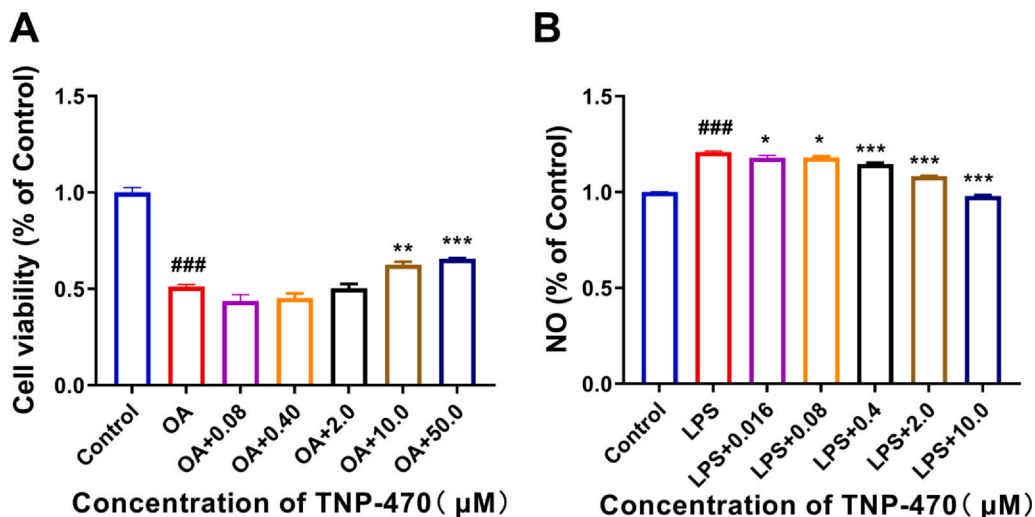 A
Cell viability (% of Control)
1.5
1.0
0.5
0.0
###
**
***
Control
OA
OA+0.08
OA+0.40
OA+2.0
OA+10.0
OA+50.0
Concentration of TNP-470( μM)
B
NO (% of Control)
1.5
1.0
0.5
0.0
###
*
*
***
***
***
Control
LPS
LPS+0.016
LPS+0.08
LPS+0.4
LPS+2.0
LPS+10.0
Concentration of TNP-470( μM)